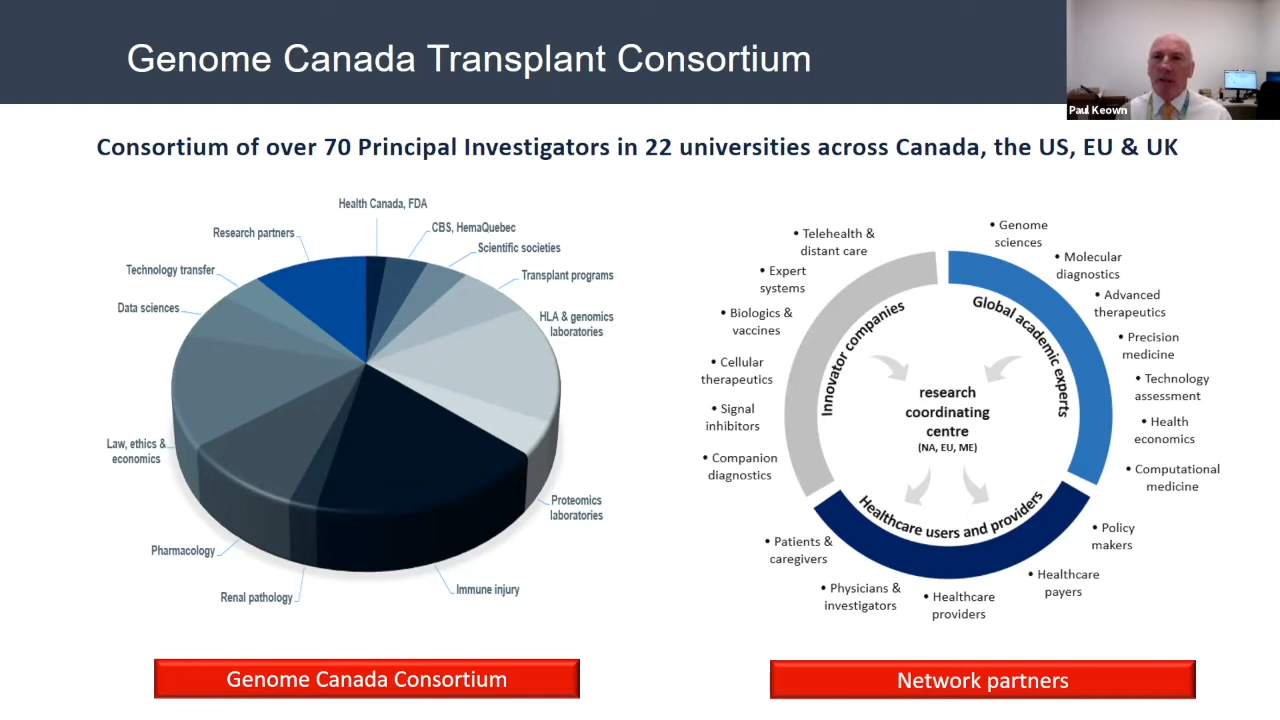 Genome Canada Transplant Consortium
Paul Keown
Consortium of over 70 Principal Investigators in 22 universities across Canada, the US, EU & UK
Health Canada, FDA
CBS, HemaQuebec
Scientific societies
Transplant programs
HLA & genomics
laboratories
Proteomics
laboratories
Immune injury
Renal pathology
Pharmacology
Law, ethics &
economics
Data sciences
Technology transfer
Research partners
Genome Canada Consortium
• Telehealth &
distant care
• Expert
systems
• Biologics &
vaccines
• Cellular
therapeutics
• Signal
inhibitors
• Companion
diagnostics
Innovator companies
• Genome
sciences
• Molecular
diagnostics
• Advanced
therapeutics
• Precision
medicine
• Technology
assessment
• Health
economics
• Computational
medicine
Global academic experts
research
coordinating
centre
(NA, EU, ME)
Healthcare users and providers
• Patients &
caregivers
• Physicians &
investigators
• Healthcare
providers
• Healthcare
payers
• Policy
makers
Network partners